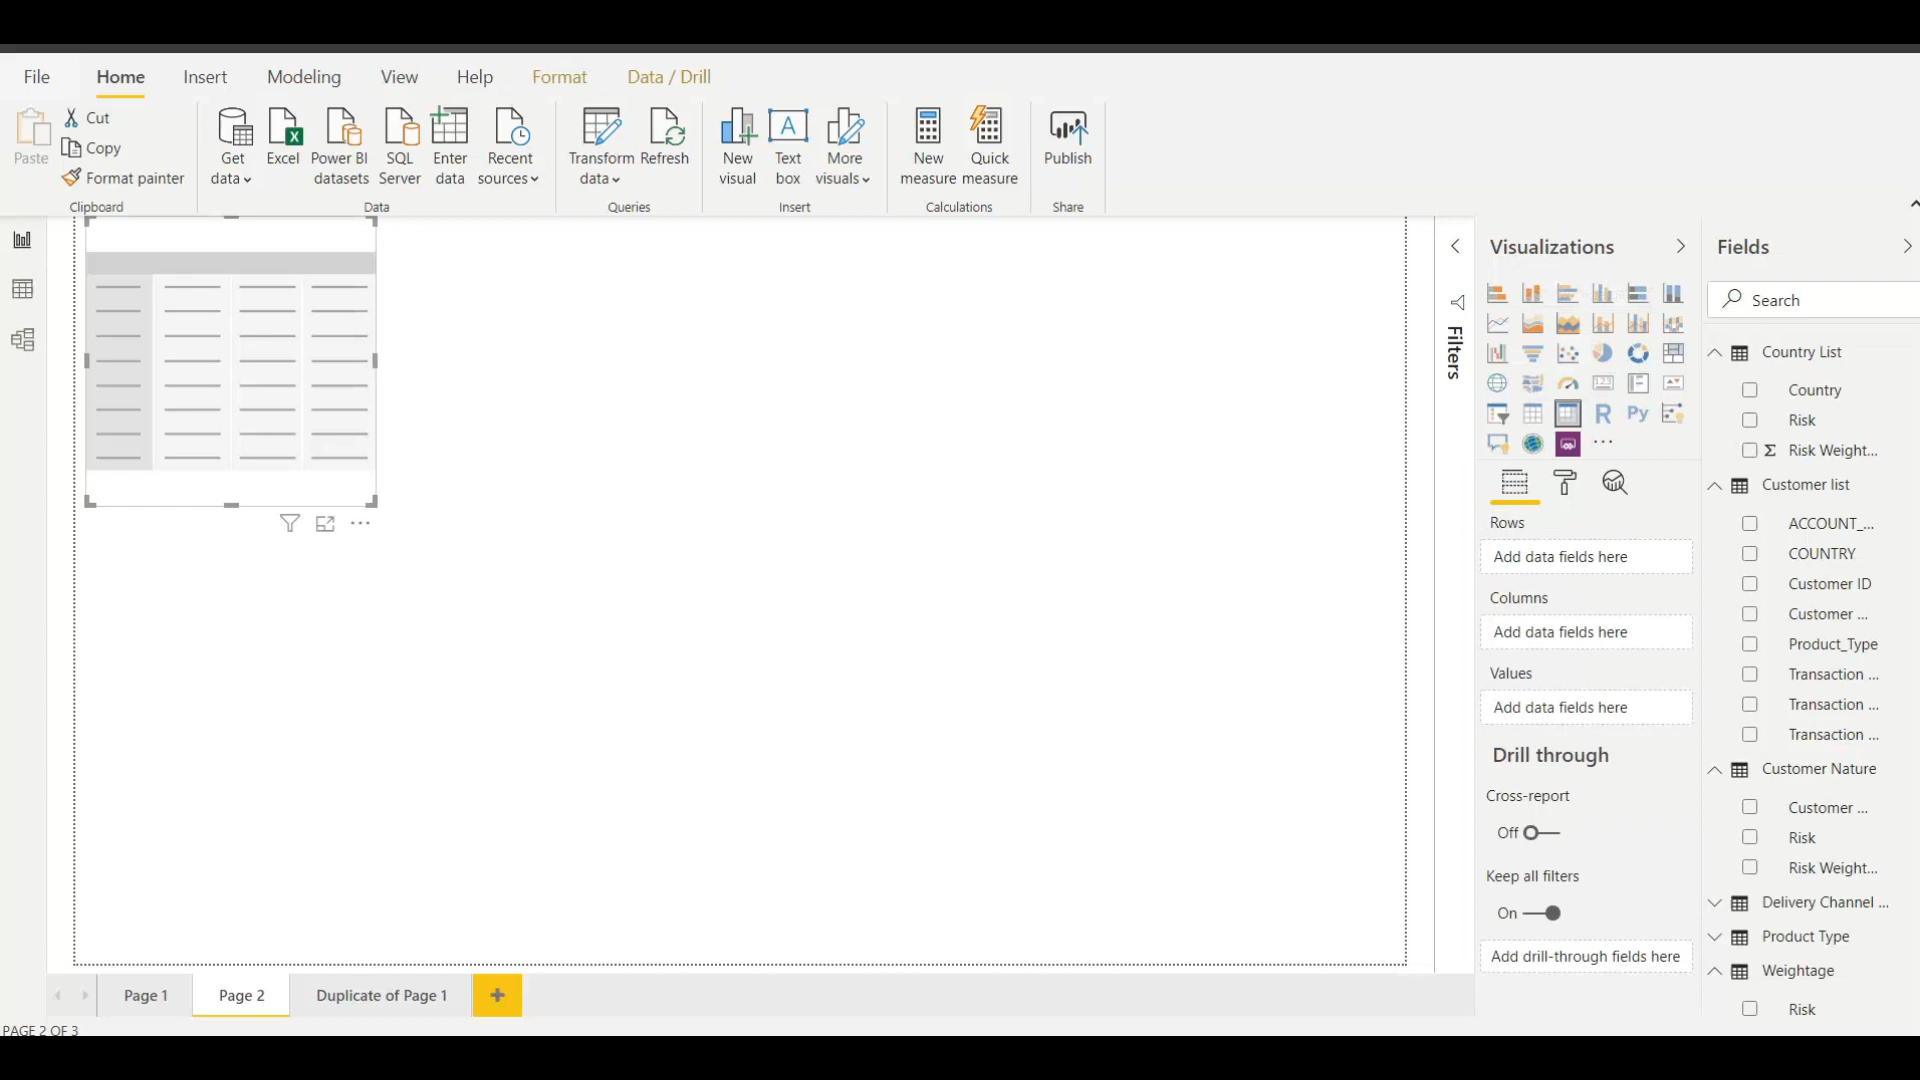 File Home Insert Modeling View Help Format Data / Drill
Paste
Cut
Copy
Format painter
Clipboard
Get data
Excel
Power BI datasets
SQL Server
Enter data
Recent sources
Data
Transform data
Refresh
Queries
New visual
A
Text box
More visuals
Insert
New measure
Quick measure
Calculations
Publish
Share
Filters
Visualizations
123
R
Py
Rows
Add data fields here
Columns
Add data fields here
Values
Add data fields here
Drill through
Cross-report
Off
Keep all filters
On
Add drill-through fields here
Fields
Search
Country List
Country
Risk
Σ Risk Weight...
Customer list
ACCOUNT_...
COUNTRY
Customer ID
Customer ...
Product_Type
Transaction ...
Transaction ...
Transaction ...
Customer Nature
Customer ...
Risk
Risk Weight...
Delivery Channel ...
Product Type
Weightage
Risk
Page 1 Page 2 Duplicate of Page 1 +
PAGE 2 OF 3